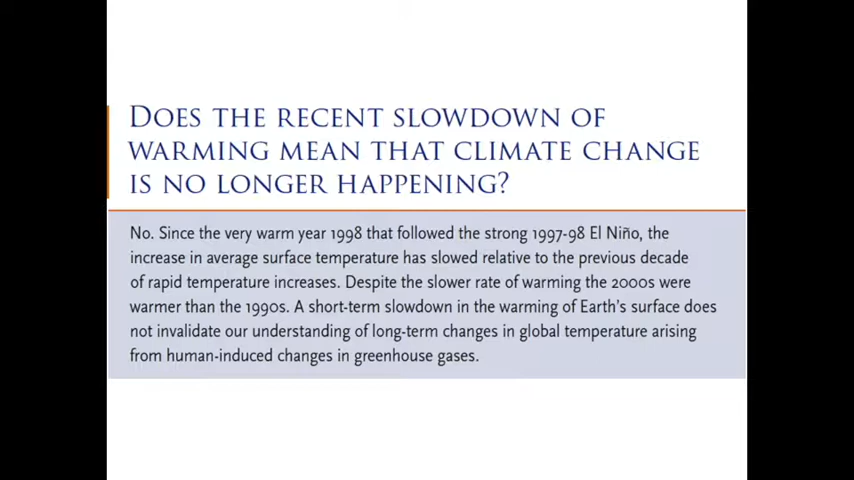 DOES THE RECENT SLOWDOWN OF
WARMING MEAN THAT CLIMATE CHANGE
IS NO LONGER HAPPENING?
No. Since the very warm year 1998 that followed the strong 1997-98 El Niño, the
increase in average surface temperature has slowed relative to the previous decade
of rapid temperature increases. Despite the slower rate of warming the 2000s were
warmer than the 1990s. A short-term slowdown in the warming of Earth's surface does
not invalidate our understanding of long-term changes in global temperature arising
from human-induced changes in greenhouse gases.